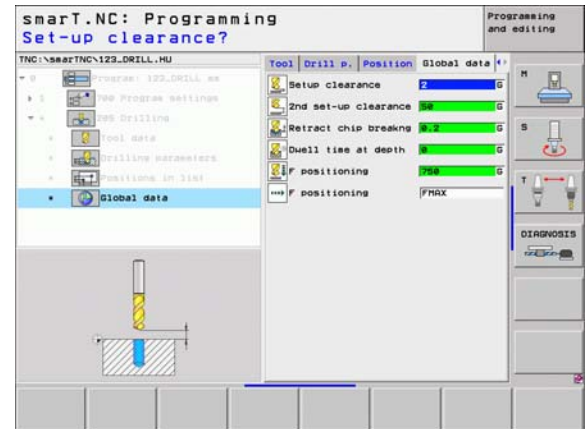 smarT.NC: Programming
Set-up clearance?
Programming
and editing
TNC:\smarTNC\123_DRILL.HU
0 Program: 123_DRILL mm
1 700 Program settings
205 Drilling
Tool data
Drilling parameters
Positions in list
Global data
Tool Drill p. Position Global data
Setup clearance 2 G
2nd set-up clearance 50 G
Retract chip breakng 0.2 G
Dwell time at depth 0 G
F positioning 750 G
F positioning FMAX
M
S
T
DIAGNOSIS